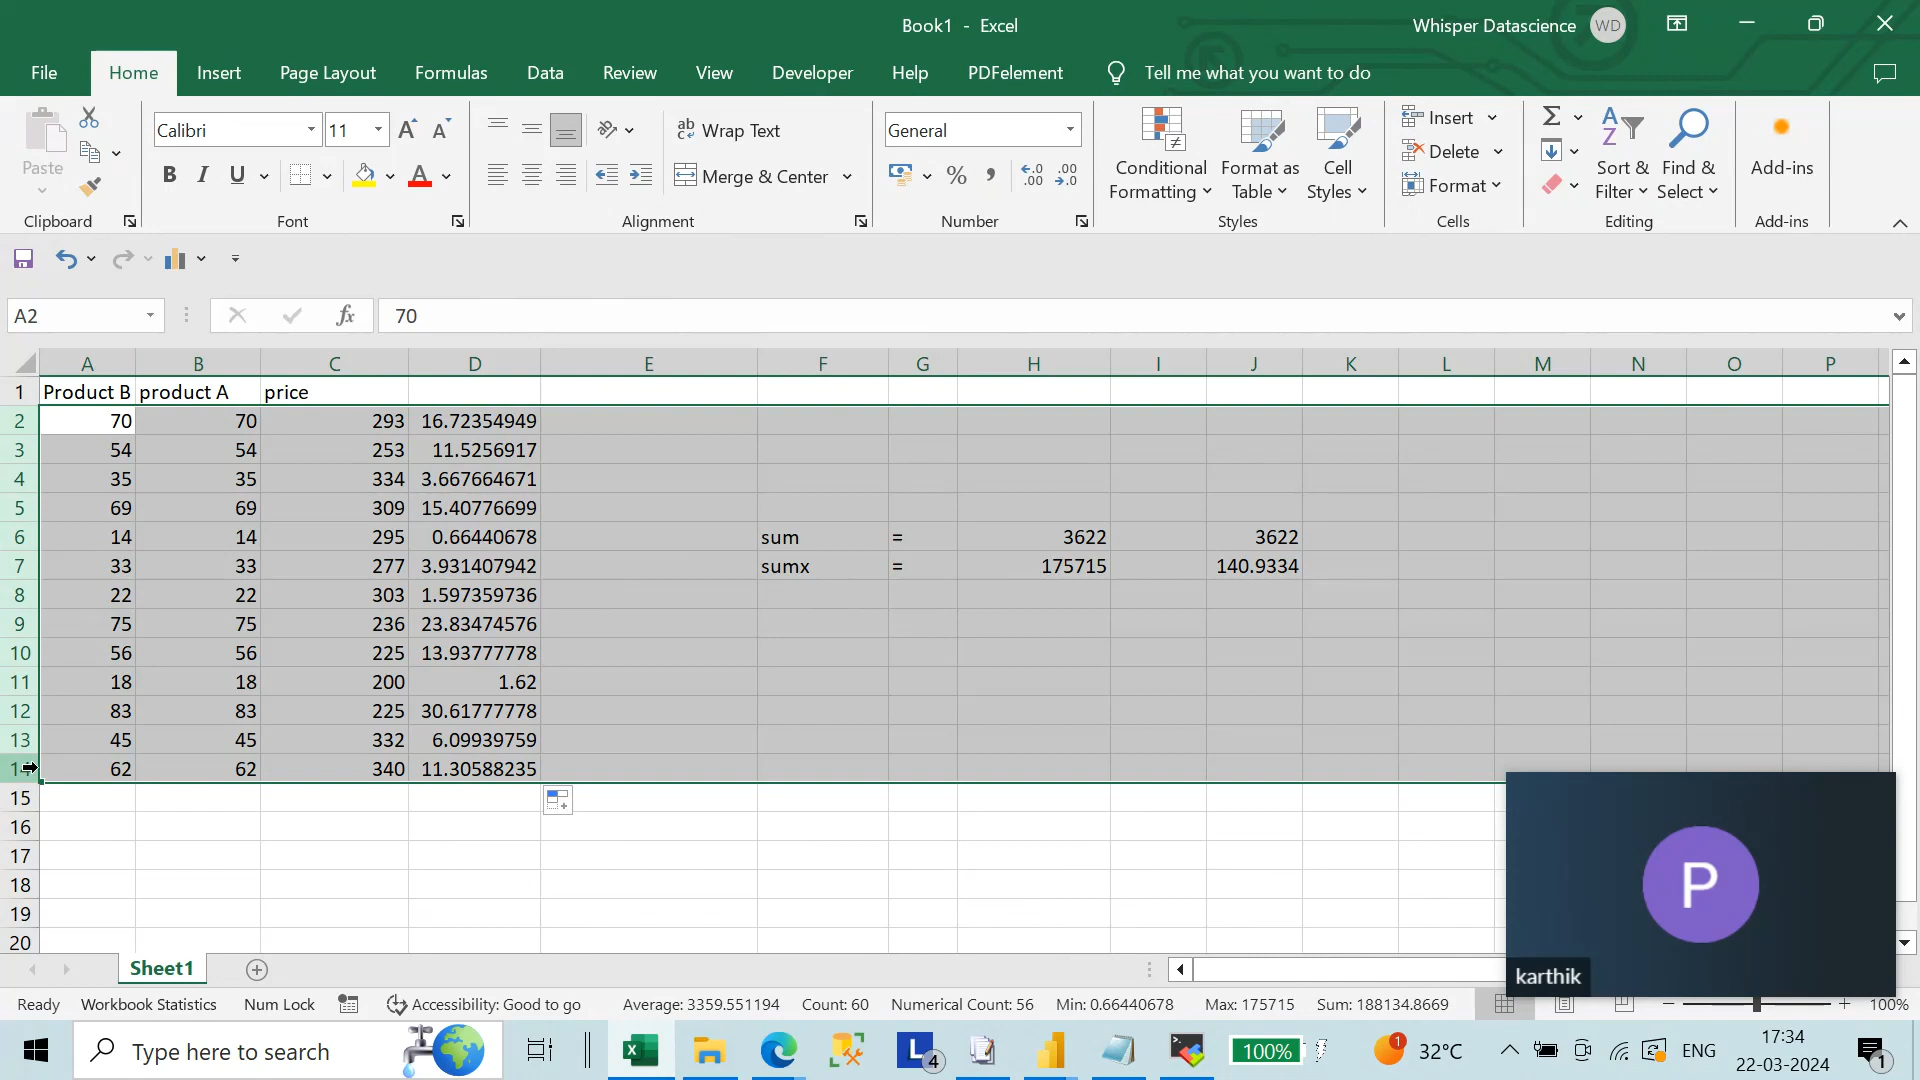 Book1 - Excel
Whisper Datascience
WD
File
Home
Insert
Page Layout
Formulas
Data
Review
View
Developer
Help
PDFelement
Tell me what you want to do
Paste
Clipboard
Calibri
11
B I U
Font
Wrap Text
Merge & Center
Alignment
General
Number
Conditional Formatting
Format as Table
Cell Styles
Styles
Insert
Delete
Format
Cells
Sort & Filter
Find & Select
Editing
Add-ins
Add-ins
A2
fx
70
A B C D E F G H I J K L M N O P
1 Product B product A price
2 70 70 293 16.72354949
3 54 54 253 11.5256917
4 35 35 334 3.667664671
5 69 69 309 15.40776699
6 14 14 295 0.66440678 sum = 3622 3622
7 33 33 277 3.931407942 sumx = 175715 140.9334
8 22 22 303 1.597359736
9 75 75 236 23.83474576
10 56 56 225 13.93777778
11 18 18 200 1.62
12 83 83 225 30.61777778
13 45 45 332 6.09939759
14 62 62 340 11.30588235
15
16
17
18
19
20
P
karthik
Sheet1
Ready
Workbook Statistics
Num Lock
Accessibility: Good to go
Average: 3359.551194
Count: 60
Numerical Count: 56
Min: 0.66440678
Max: 175715
Sum: 188134.8669
100%
Type here to search
4
100%
1
32°C
ENG
17:34
22-03-2024
1